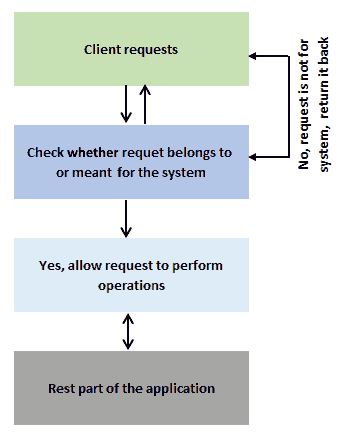 Client requests
Check whether requet belongs to
or meant for the system
No, request is not for
system, return it back
Yes, allow request to perform
operations
Rest part of the application